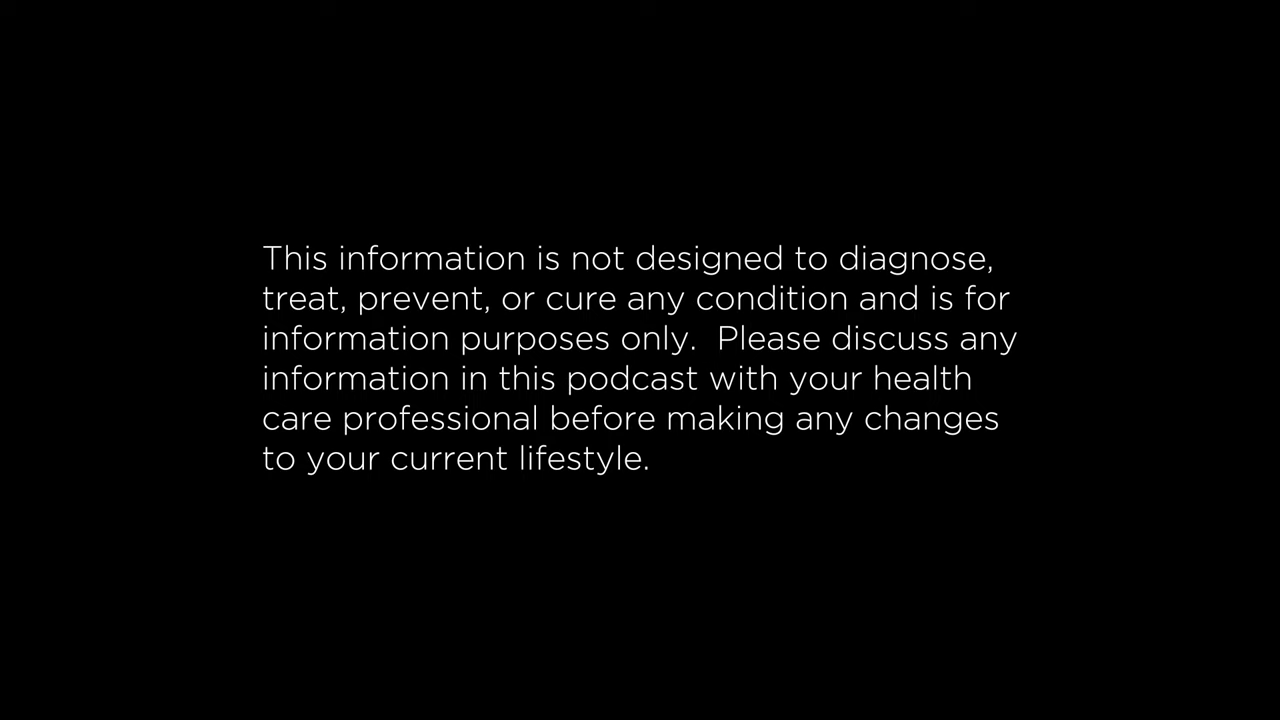 This information is not designed to diagnose,
treat, prevent, or cure any condition and is for
information purposes only.  Please discuss any
information in this podcast with your health
care professional before making any changes
to your current lifestyle.